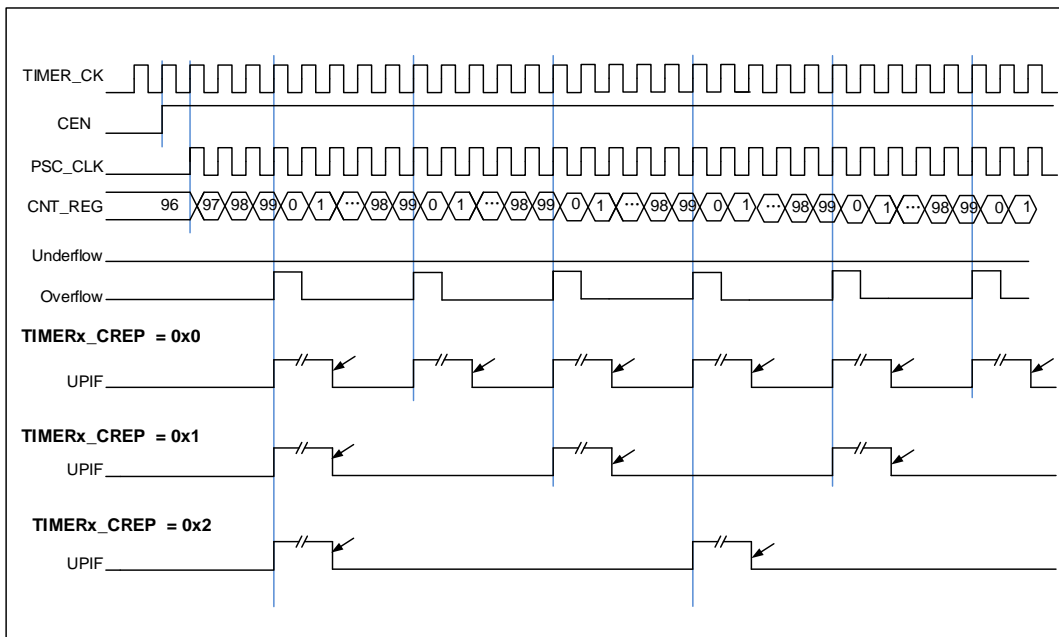 TIMER_CK
CEN
PSC_CLK
CNT_REG 96 97 98 99 0 1 ... 98 99 0 1 ... 98 99 0 1 ... 98 99 0 1 ... 98 99 0 1 ... 98 99 0 1
Underflow
Overflow
TIMERx_CREP = 0x0
UPIF
TIMERx_CREP = 0x1
UPIF
TIMERx_CREP = 0x2
UPIF